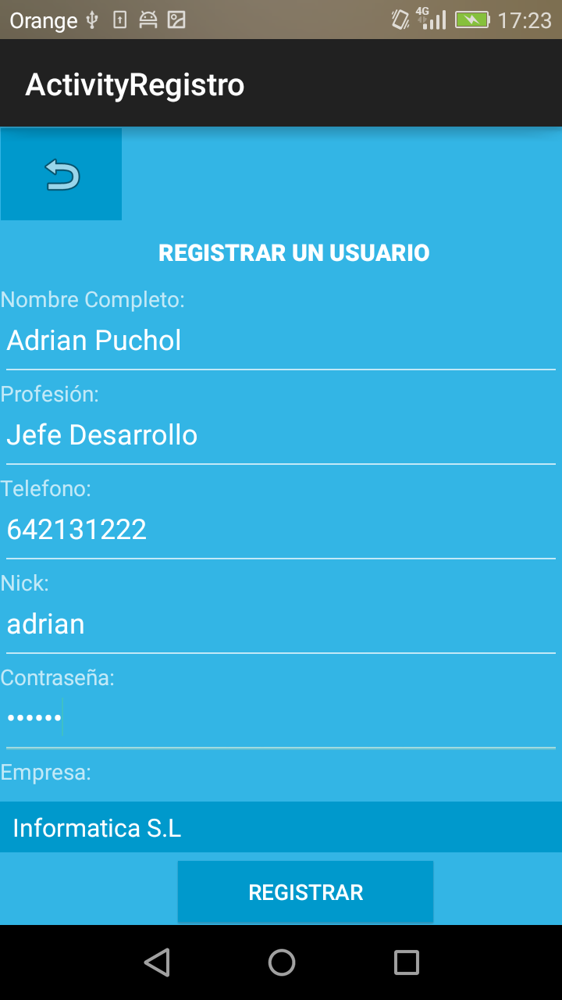 Orange 4G 17:23
ActivityRegistro
REGISTRAR UN USUARIO
Nombre Completo:
Adrian Puchol
Profesión:
Jefe Desarrollo
Telefono:
642131222
Nick:
adrian
Contraseña:
••••••
Empresa:
Informatica S.L
REGISTRAR